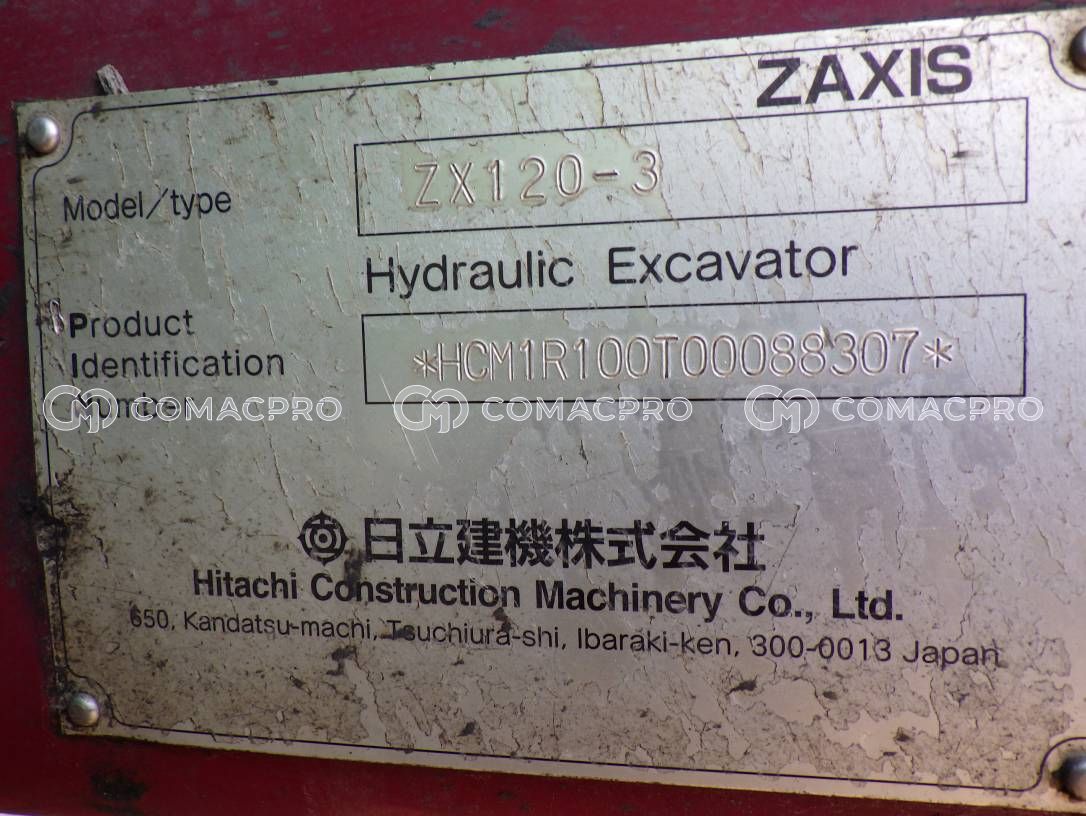 ZAXIS
Model/type
ZX120-3
Hydraulic Excavator
Product
Identification
Number
*HCM1R100T00088307*
COMACPRO COMACPRO COMACPRO
日立建機株式会社
Hitachi Construction Machinery Co., Ltd.
650, Kandatsu-machi, Tsuchiura-shi, Ibaraki-ken, 300-0013 Japan